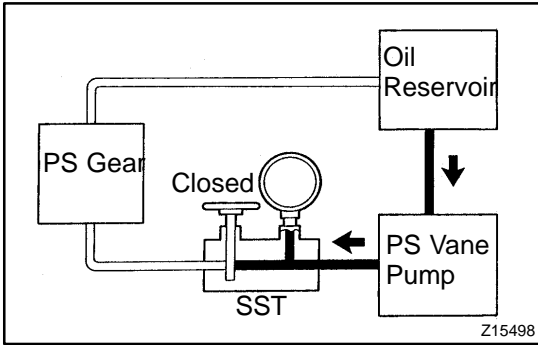 Oil
Reservoir
PS Gear
Closed
PS Vane
Pump
SST
Z15498